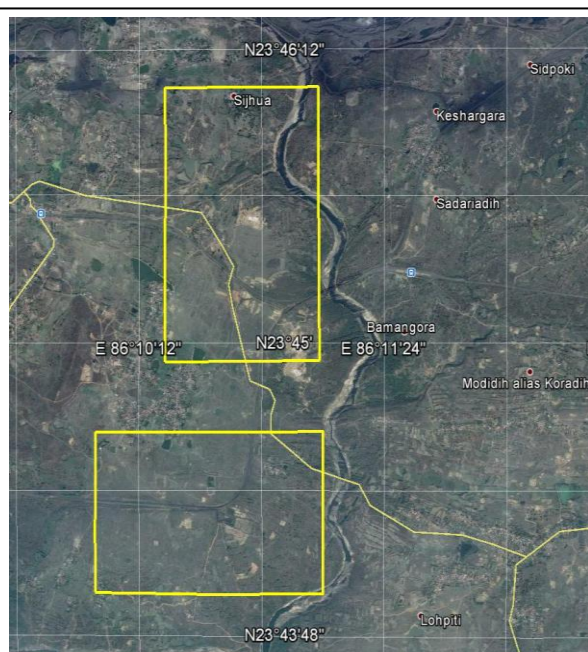 N23°46'12"
Sidpoki
Sijhua
Keshargara
Sadariadih
Bamangora
E 86°10'12"
N23°45'
E 86°11'24"
Modidih alias Koradih
Lohpiti
N23°43'48"